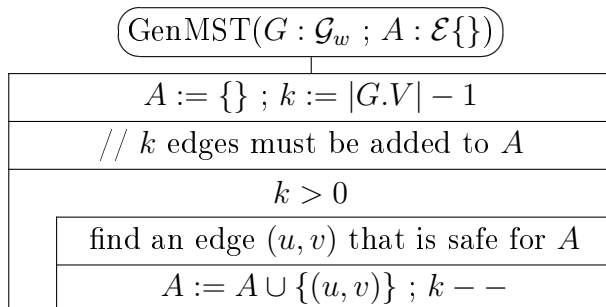 GenMST(G : 𝒢_w ; A : ℰ{})
A := {} ; k := |G.V| − 1
// k edges must be added to A
k > 0
find an edge (u, v) that is safe for A
A := A ∪ {(u, v)} ; k − −